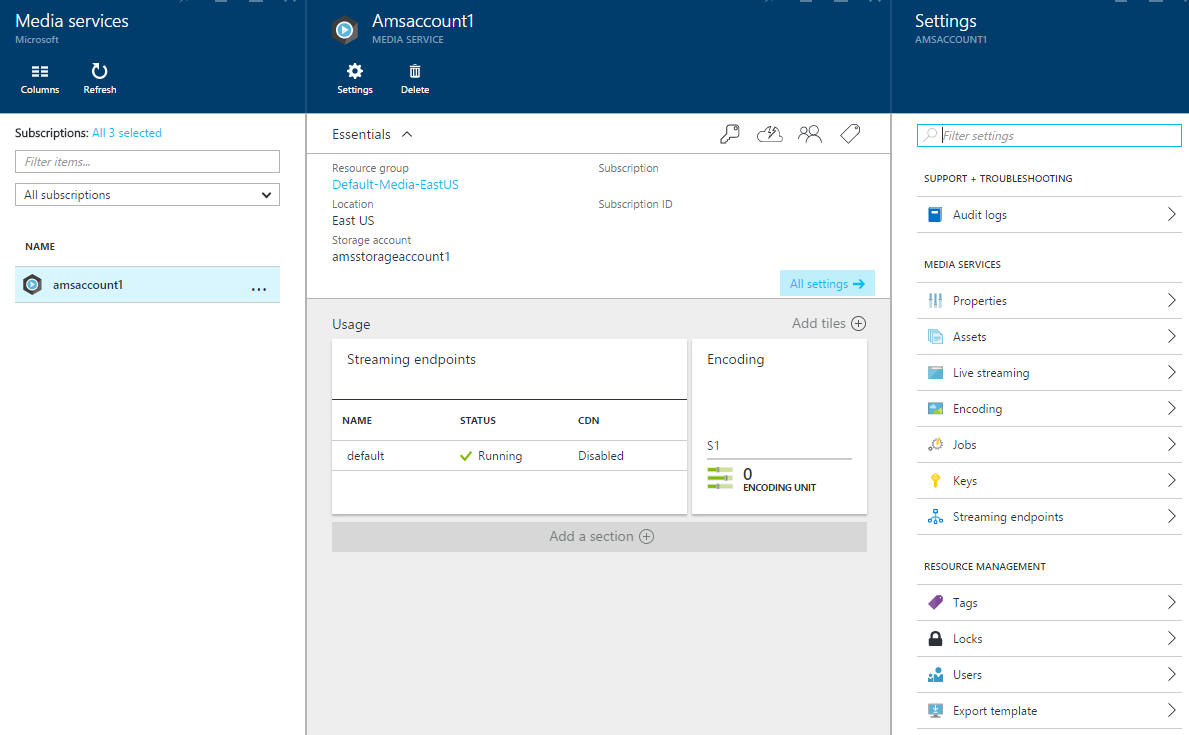 Media services
Microsoft
Columns
Refresh
Subscriptions: All 3 selected
Filter items...
All subscriptions
NAME
amsaccount1
...
Amsaccount1
MEDIA SERVICE
Settings
Delete
Essentials
Resource group
Default-Media-EastUS
Location
East US
Storage account
amsstorageaccount1
Subscription
Subscription ID
All settings
Usage
Add tiles
Streaming endpoints
NAME STATUS CDN
default Running Disabled
Encoding
S1
0
ENCODING UNIT
Add a section
Settings
AMSACCOUNT1
Filter settings
SUPPORT + TROUBLESHOOTING
Audit logs
MEDIA SERVICES
Properties
Assets
Live streaming
Encoding
Jobs
Keys
Streaming endpoints
RESOURCE MANAGEMENT
Tags
Locks
Users
Export template